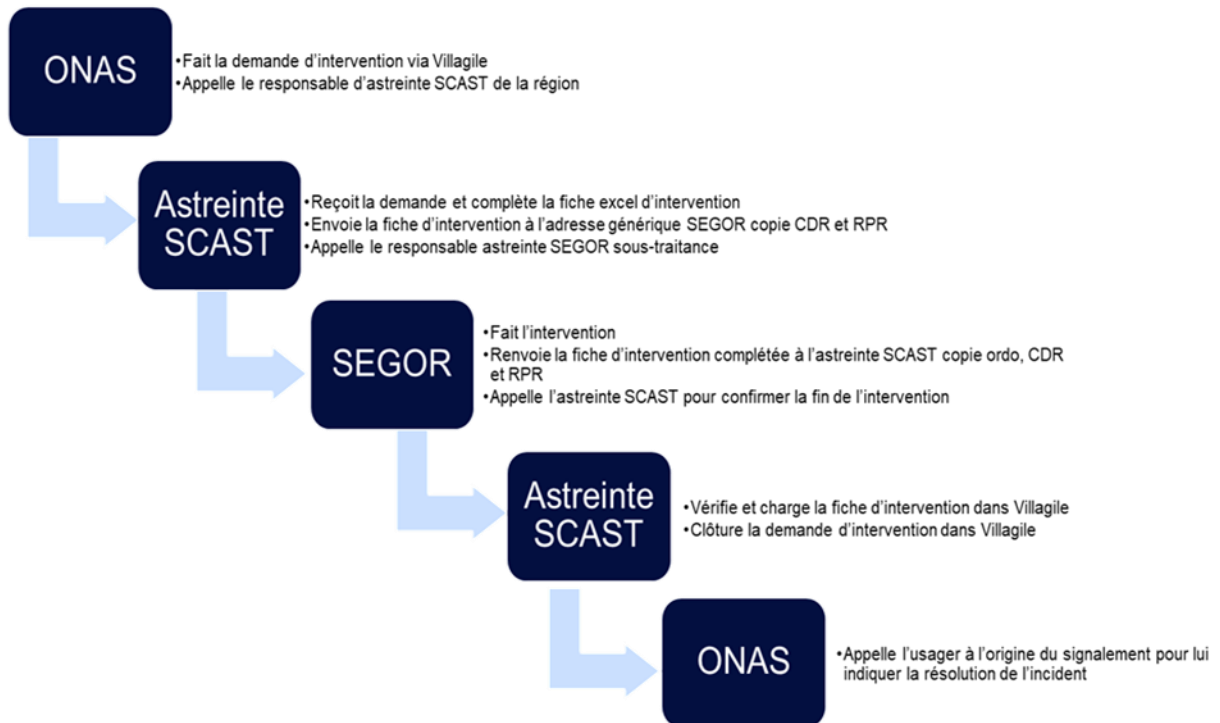 ONAS
•Fait la demande d'intervention via Villagile
•Appelle le responsable d'astreinte SCAST de la région
Astreinte
SCAST
•Reçoit la demande et complète la fiche excel d'intervention
•Envoie la fiche d'intervention à l'adresse générique SEGOR copie CDR et RPR
•Appelle le responsable astreinte SEGOR sous-traitance
SEGOR
•Fait l'intervention
•Renvoie la fiche d'intervention complétée à l'astreinte SCAST copie ordo, CDR
et RPR
•Appelle l'astreinte SCAST pour confirmer la fin de l'intervention
Astreinte
SCAST
•Vérifie et charge la fiche d'intervention dans Villagile
•Clôture la demande d'intervention dans Villagile
ONAS
•Appelle l'usager à l'origine du signalement pour lui
indiquer la résolution de l'incident